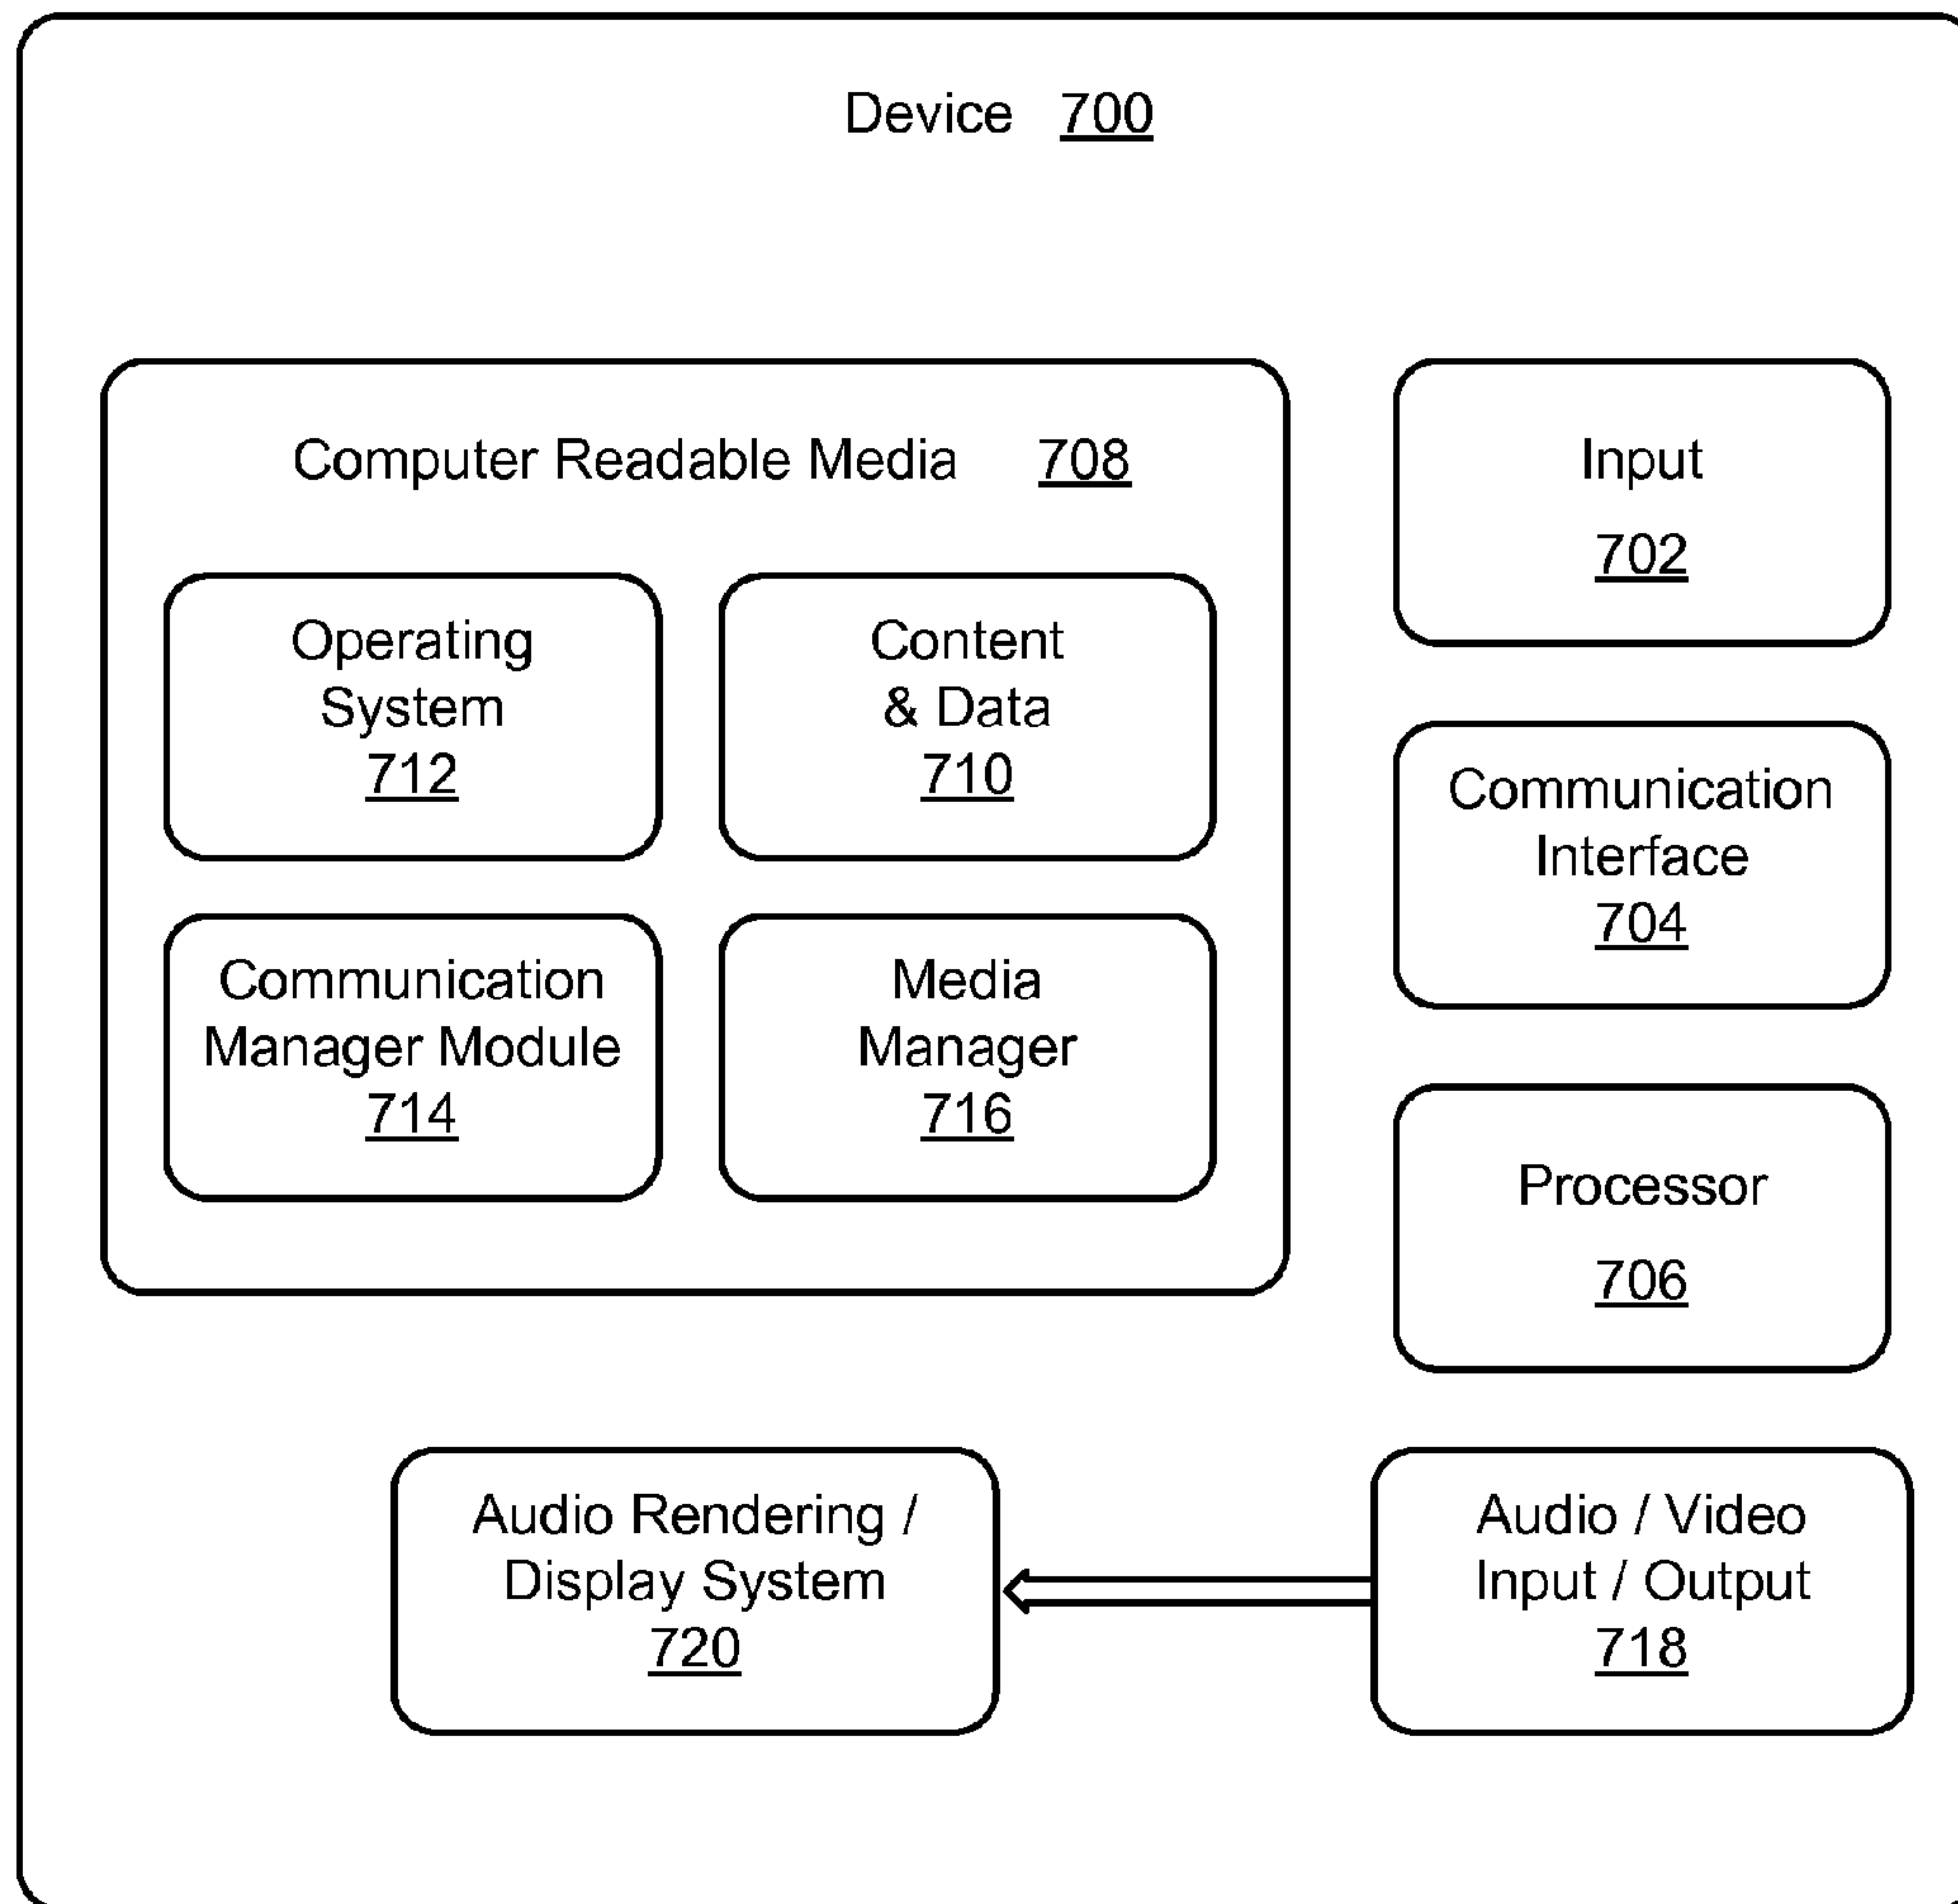 Device 700
Computer Readable Media 708
Operating
System
712
Content
& Data
710
Communication
Manager Module
714
Media
Manager
716
Input
702
Communication
Interface
704
Processor
706
Audio Rendering /
Display System
720
Audio / Video
Input / Output
718